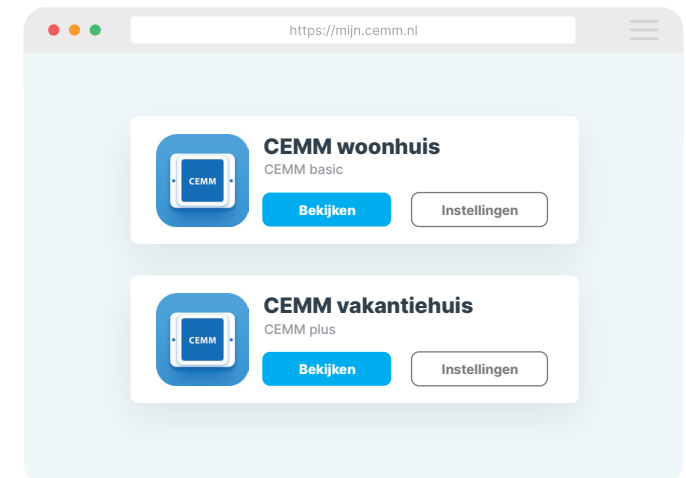 https://mijn.cemm.nl
CEMM
CEMM woonhuis
CEMM basic
Bekijken
Instellingen
CEMM
CEMM vakantiehuis
CEMM plus
Bekijken
Instellingen